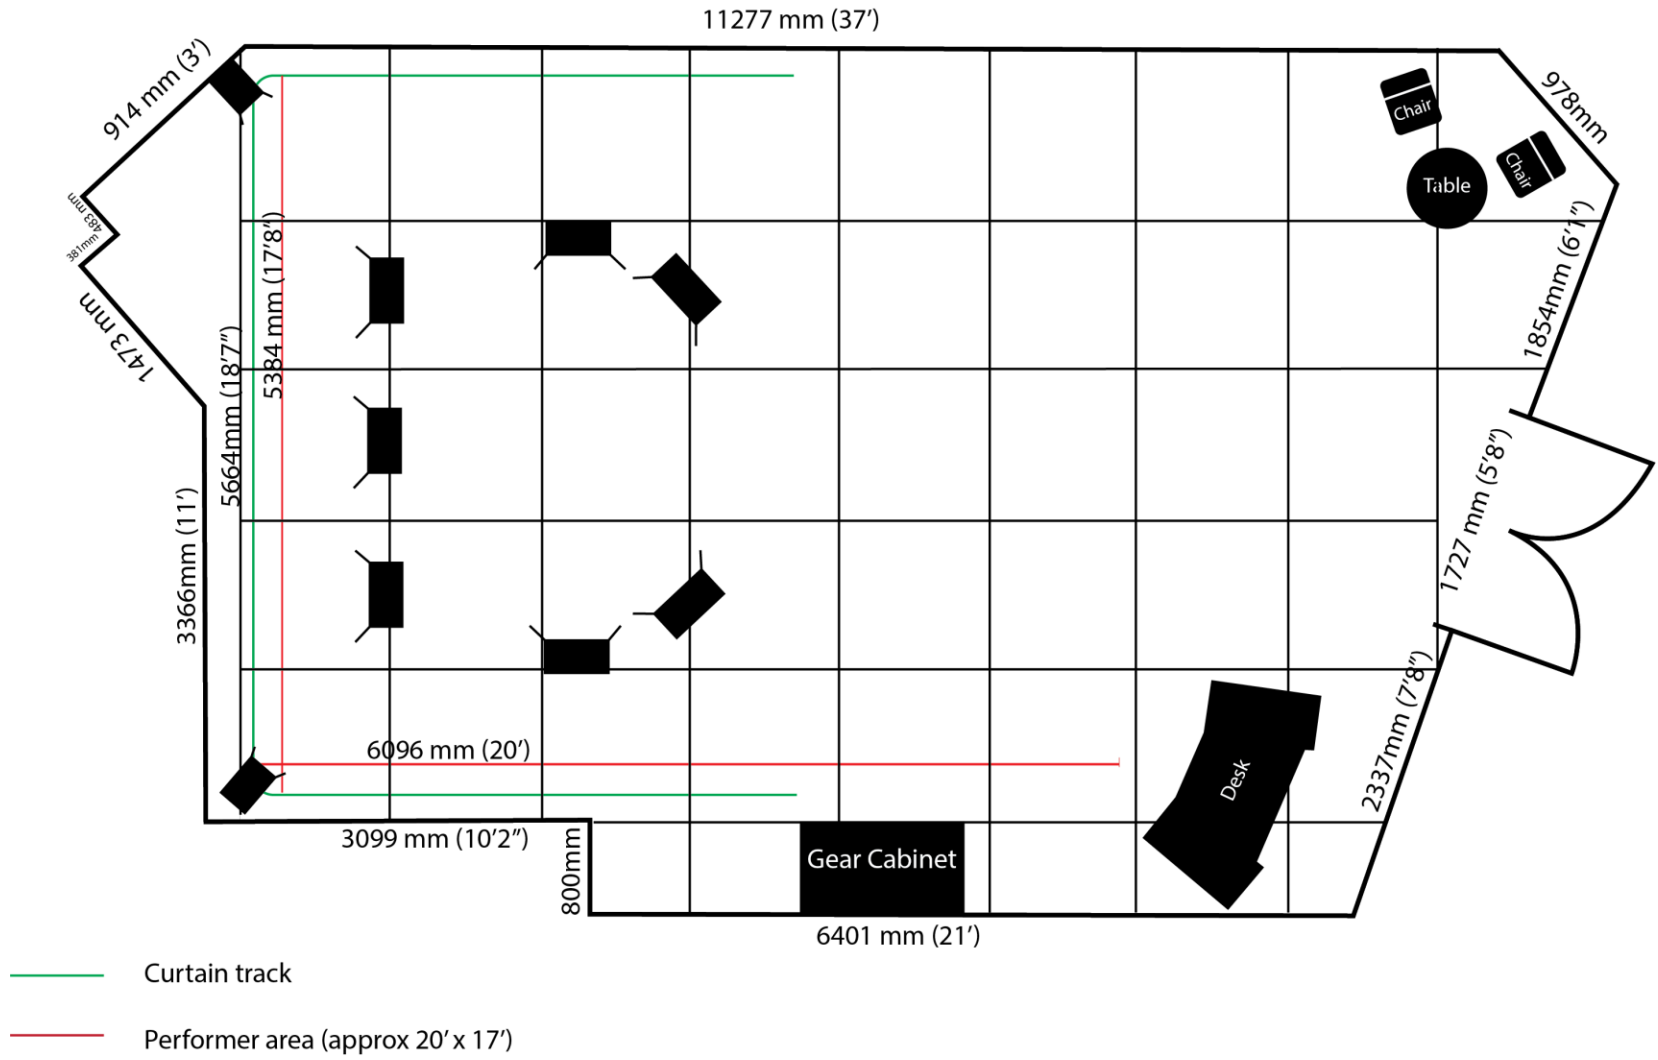 11277 mm (37’)
914 mm (3’)
978mm
Chair
Chair
Table
483 mm
381mm
1473 mm
5384 mm (17’8”)
5664mm (18’7”)
1854mm (6’1”)
1727 mm (5’8”)
3366mm (11’)
2337mm (7’8”)
6096 mm (20’)
Desk
3099 mm (10’2”)
800mm
Gear Cabinet
6401 mm (21’)
Curtain track
Performer area (approx 20’ x 17’)